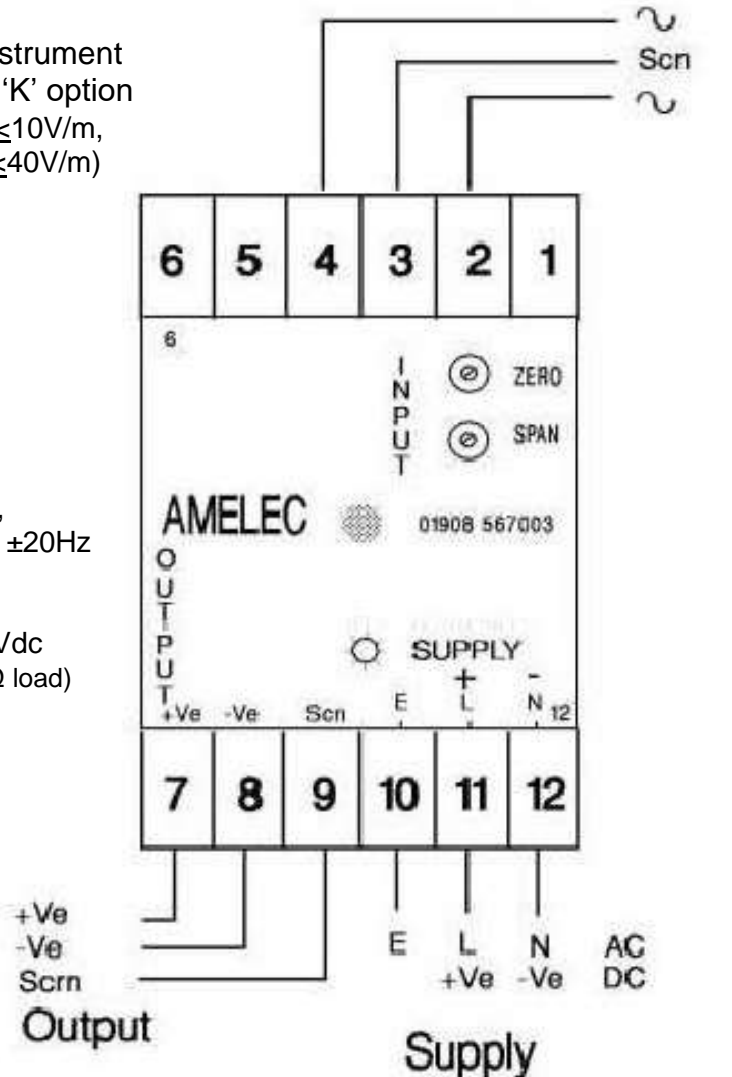 ∿
strument
Scn
‘K’ option
∿
≤10V/m,
≤40V/m)
6 5 4 3 2 1
6
INPUT
ZERO
SPAN
AMELEC
01908 567003
±20Hz
OUTPUT
Vdc
SUPPLY
Ω load)
+ -
+Ve -Ve Scn E L N 12
7 8 9 10 11 12
+Ve
-Ve
Scrn
Output
E L N AC
+Ve -Ve DC
Supply